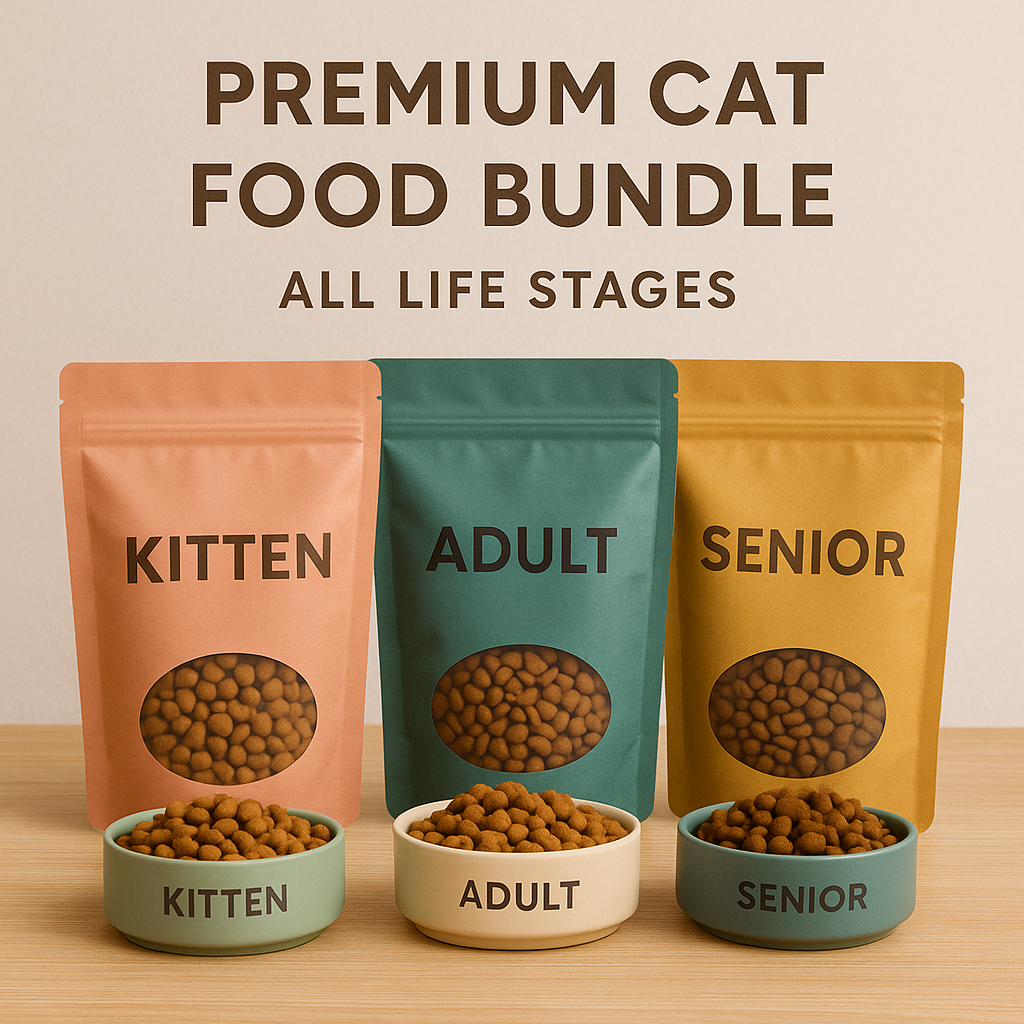 PREMIUM CAT
FOOD BUNDLE
ALL LIFE STAGES
KITTEN
ADULT
SENIOR
KITTEN
ADULT
SENIOR